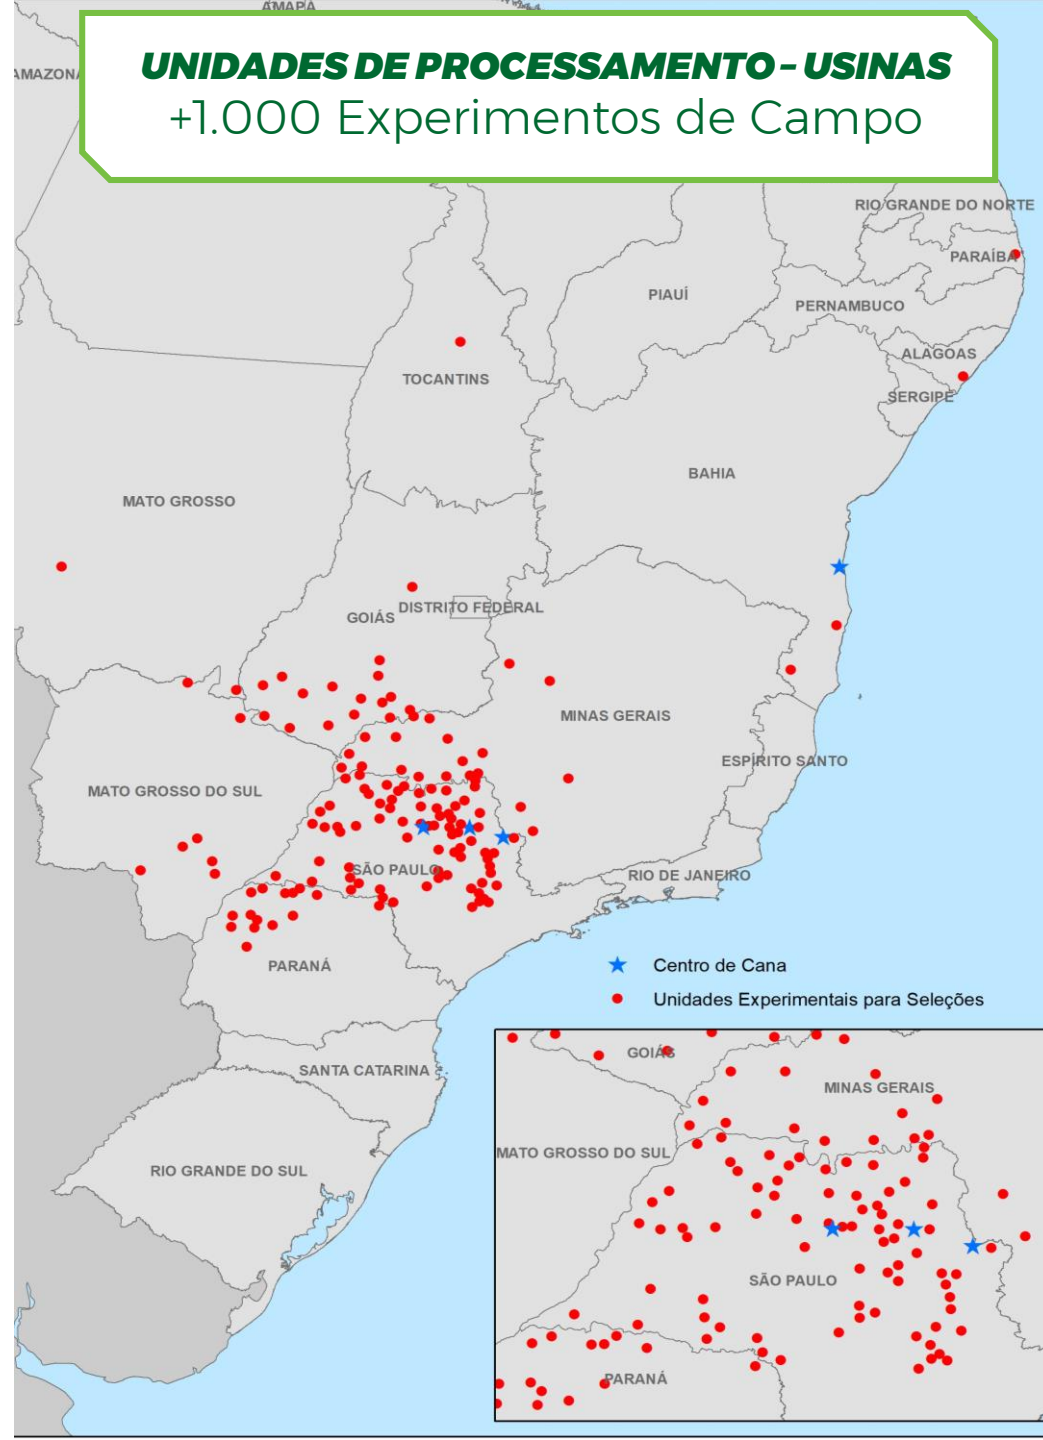 AMAPÁ
AMAZONA
UNIDADES DE PROCESSAMENTO – USINAS
+1.000 Experimentos de Campo
RIO GRANDE DO NORTE
PARAÍBA
PIAUÍ
PERNAMBUCO
ALAGOAS
TOCANTINS
SERGIPE
BAHIA
MATO GROSSO
DISTRITO FEDERAL
GOIÁS
MINAS GERAIS
ESPÍRITO SANTO
MATO GROSSO DO SUL
SÃO PAULO
RIO DE JANEIRO
PARANÁ
Centro de Cana
Unidades Experimentais para Seleções
SANTA CATARINA
RIO GRANDE DO SUL
GOIÁS
MINAS GERAIS
MATO GROSSO DO SUL
SÃO PAULO
PARANÁ